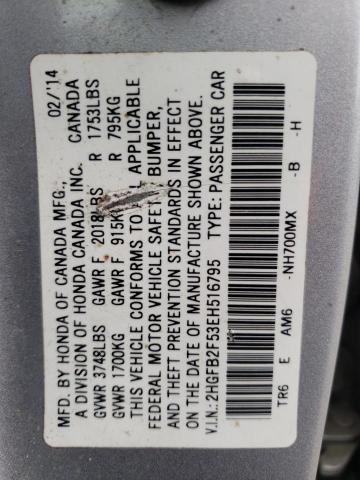 MFD. BY HONDA OF CANADA MFG., 02/'14
A DIVISION OF HONDA CANADA INC. CANADA
GVWR 3748LBS GAWR F 2018LBS R 1753LBS
GVWR 1700KG GAWR F 915KG R 795KG
THIS VEHICLE CONFORMS TO APPLICABLE
FEDERAL MOTOR VEHICLE SAFETY BUMPER,
AND THEFT PREVENTION STANDARDS IN EFFECT
ON THE DATE OF MANUFACTURE SHOWN ABOVE.
V.I.N.: 2HGFB2F53EH516795 TYPE: PASSENGER CAR
TR6 E AM6 -NH700MX -B -H